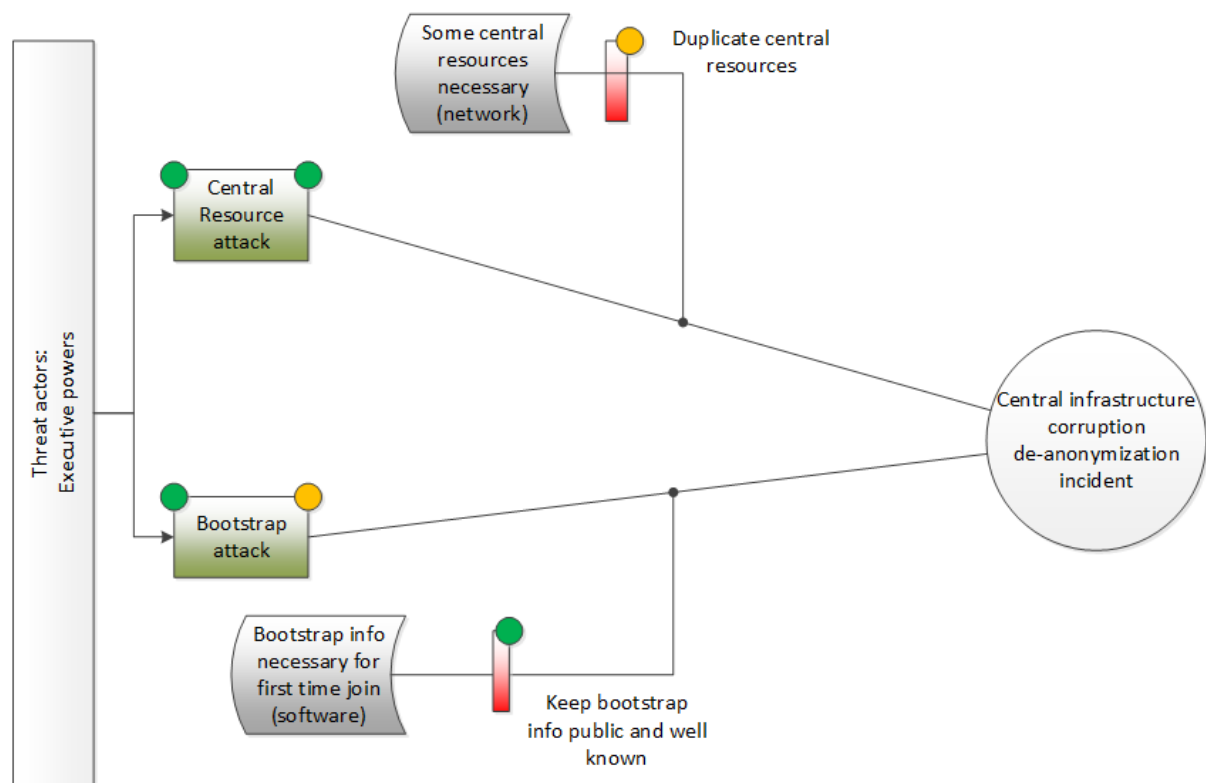 Some central
resources
necessary
(network)
Duplicate central
resources
Central
Resource
attack
Threat actors:
Executive powers
Central infrastructure
corruption
de-anonymization
incident
Bootstrap
attack
Bootstrap info
necessary for
first time join
(software)
Keep bootstrap
info public and well
known